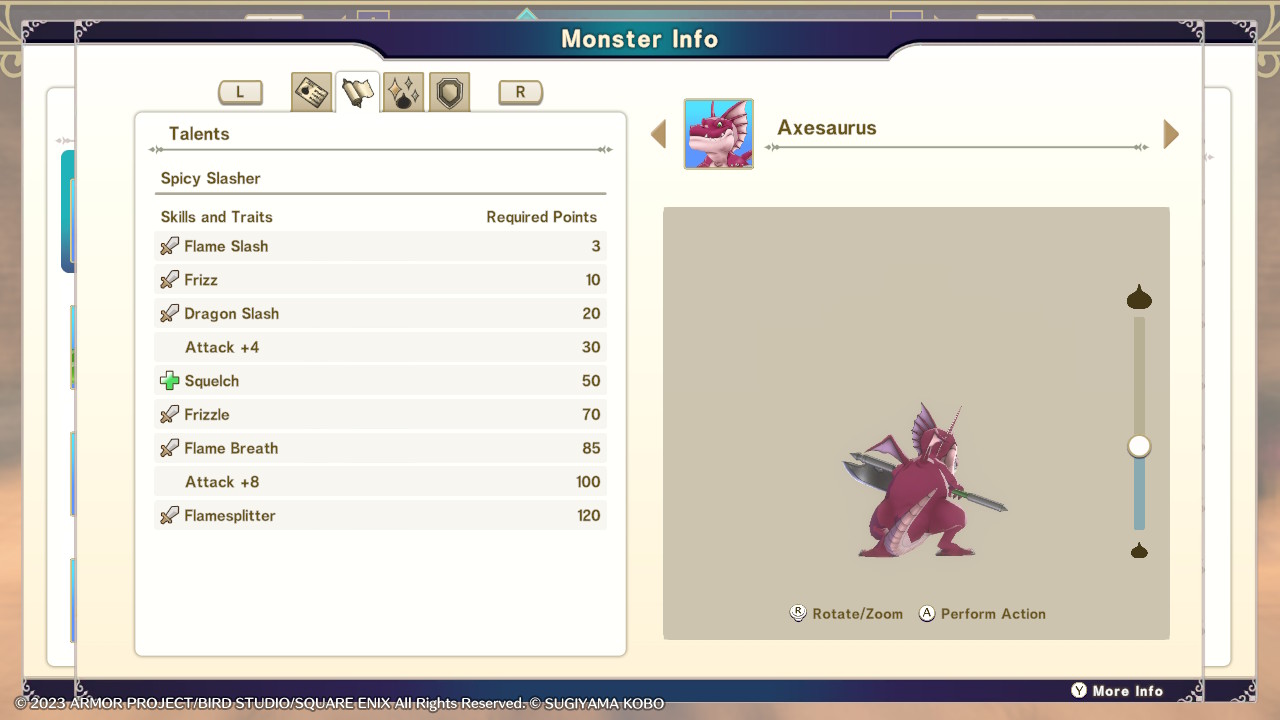 Monster Info
L
R
Talents
Spicy Slasher
Skills and Traits Required Points
Flame Slash 3
Frizz 10
Dragon Slash 20
Attack +4 30
Squelch 50
Frizzle 70
Flame Breath 85
Attack +8 100
Flamesplitter 120
Axesaurus
R Rotate/Zoom A Perform Action
Y More Info
© 2023 ARMOR PROJECT/BIRD STUDIO/SQUARE ENIX All Rights Reserved. © SUGIYAMA KOBO